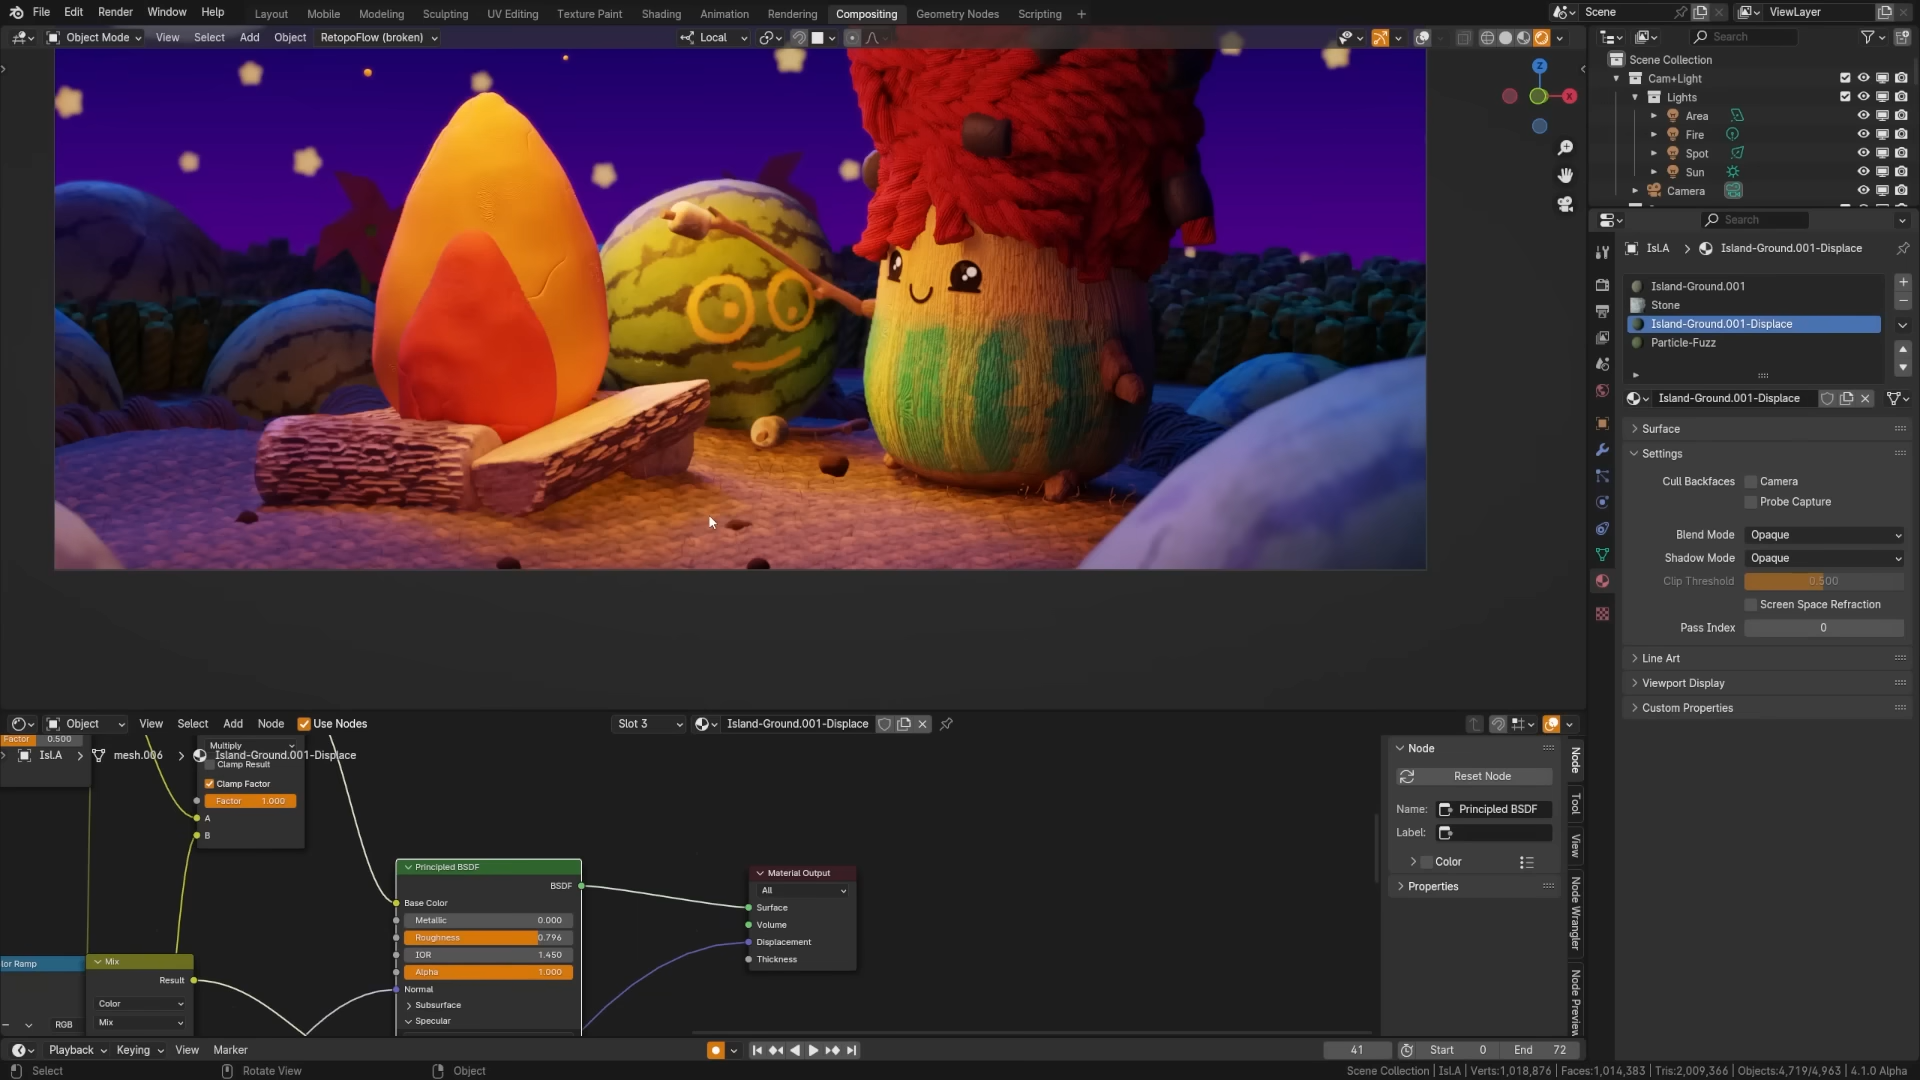 File Edit Render Window Help Layout Mobile Modeling Sculpting UV Editing Texture Paint Shading Animation Rendering Compositing Geometry Nodes Scripting + Scene ViewLayer
Object Mode View Select Add Object RetopoFlow (broken) Local Search
Z
X
Scene Collection
Cam+Light
Lights
Area
Fire
Spot
Sun
Camera
Search
Isl.A > Island-Ground.001-Displace
Island-Ground.001
Stone
Island-Ground.001-Displace
Particle-Fuzz
Island-Ground.001-Displace
Surface
Settings
Cull Backfaces Camera
Probe Capture
Blend Mode Opaque
Shadow Mode Opaque
Clip Threshold 0.500
Screen Space Refraction
Pass Index 0
Line Art
Viewport Display
Custom Properties
Object View Select Add Node Use Nodes Slot 3 Island-Ground.001-Displace
Factor 0.500
Multiply
Isl.A > mesh.006 > Island-Ground.001-Displace
Clamp Result
Clamp Factor
Factor 1.000
A
B
Principled BSDF
BSDF
Base Color
Metallic 0.000
Roughness 0.796
IOR 1.450
Alpha 1.000
Normal
Subsurface
Specular
Material Output
All
Surface
Volume
Displacement
Thickness
lor Ramp
RGB
Mix
Result
Color
Mix
Node
Reset Node
Name: Principled BSDF
Label:
Color
Properties
Node
Tool
View
Node Wrangler
Node Preview
Playback Keying View Marker 41 Start 0 End 72
Select Rotate View Object Scene Collection | Isl.A | Verts:1,018,876 | Faces:1,014,383 | Tris:2,009,366 | Objects:4,719/4,963 | 4.1.0 Alpha